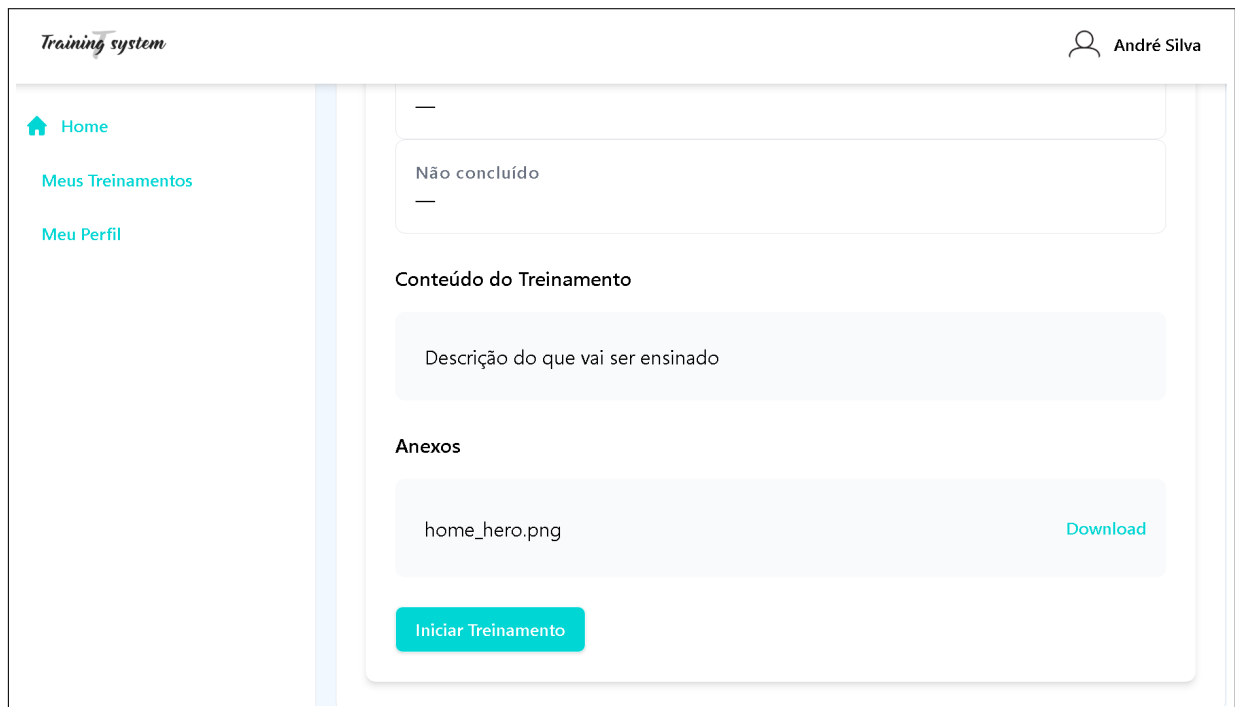 Training system
André Silva
Home
Meus Treinamentos
Meu Perfil
—
Não concluído
—
Conteúdo do Treinamento
Descrição do que vai ser ensinado
Anexos
home_hero.png
Download
Iniciar Treinamento